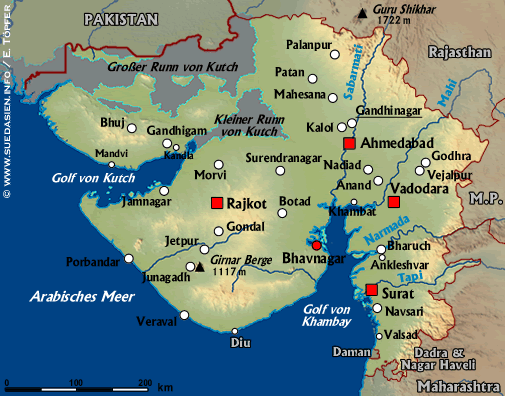 PAKISTAN
Guru Shikhar
1722 m
Rajasthan
Palanpur
Großer Runn von Kutch
Patan
Sabarmati
Mahesana
Mahi
Kleiner Runn
von Kutch
Gandhinagar
Bhuj
Gandhigam
Kalol
Ahmedabad
Mandvi
Kandla
Surendranagar
Nadiad
Godhra
Golf von Kutch
Morvi
Anand
Vejalpur
Jamnagar
Rajkot
Botad
Khambat
Vadodara
M.P.
Gondal
Narmada
Jetpur
Bharuch
Porbandar
Girnar Berge
1117 m
Bhavnagar
Ankleshvar
Junagadh
Tapi
Arabisches Meer
Surat
Golf von
Khambay
Navsari
Veraval
Diu
Valsad
Daman
Dadra &
Nagar Haveli
Maharashtra
0 100 200 km
© WWW.SUEDASIEN.INFO / E. TÖPFER